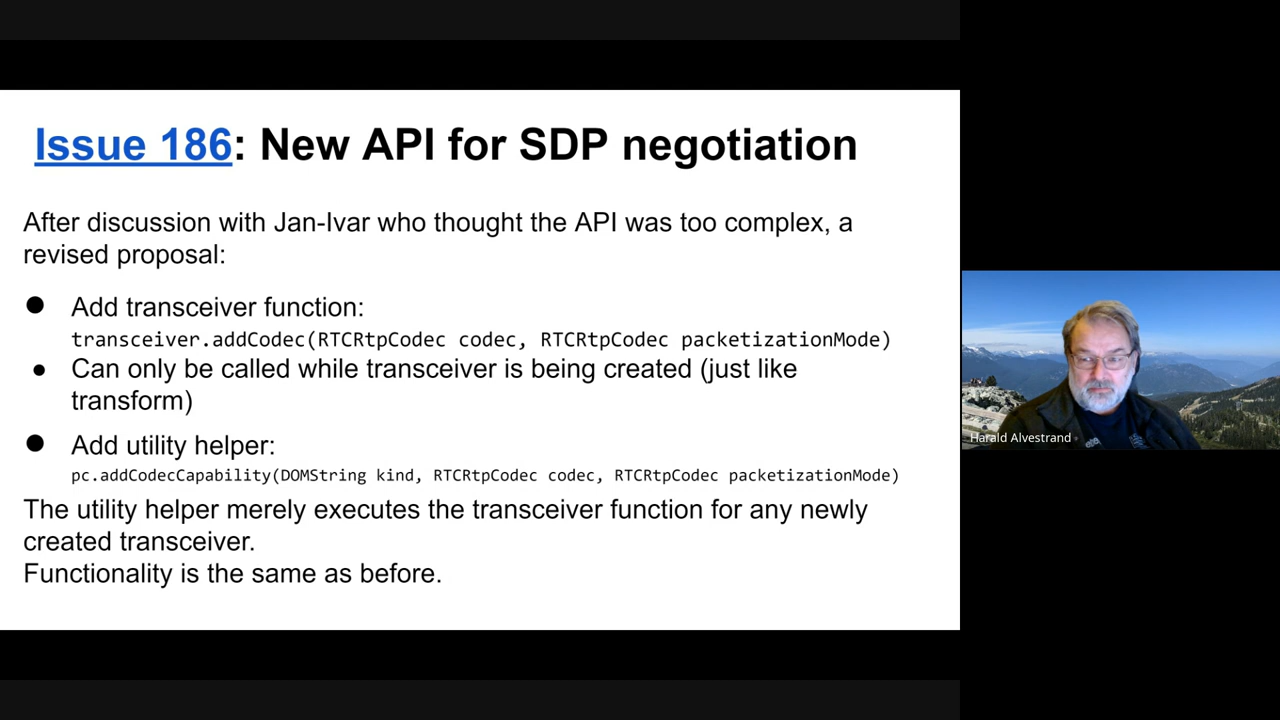 Issue 186: New API for SDP negotiation
After discussion with Jan-Ivar who thought the API was too complex, a
revised proposal:
● Add transceiver function:
transceiver.addCodec(RTCRtpCodec codec, RTCRtpCodec packetizationMode)
● Can only be called while transceiver is being created (just like
transform)
● Add utility helper:
pc.addCodecCapability(DOMString kind, RTCRtpCodec codec, RTCRtpCodec packetizationMode)
The utility helper merely executes the transceiver function for any newly
created transceiver.
Functionality is the same as before.
Harald Alvestrand